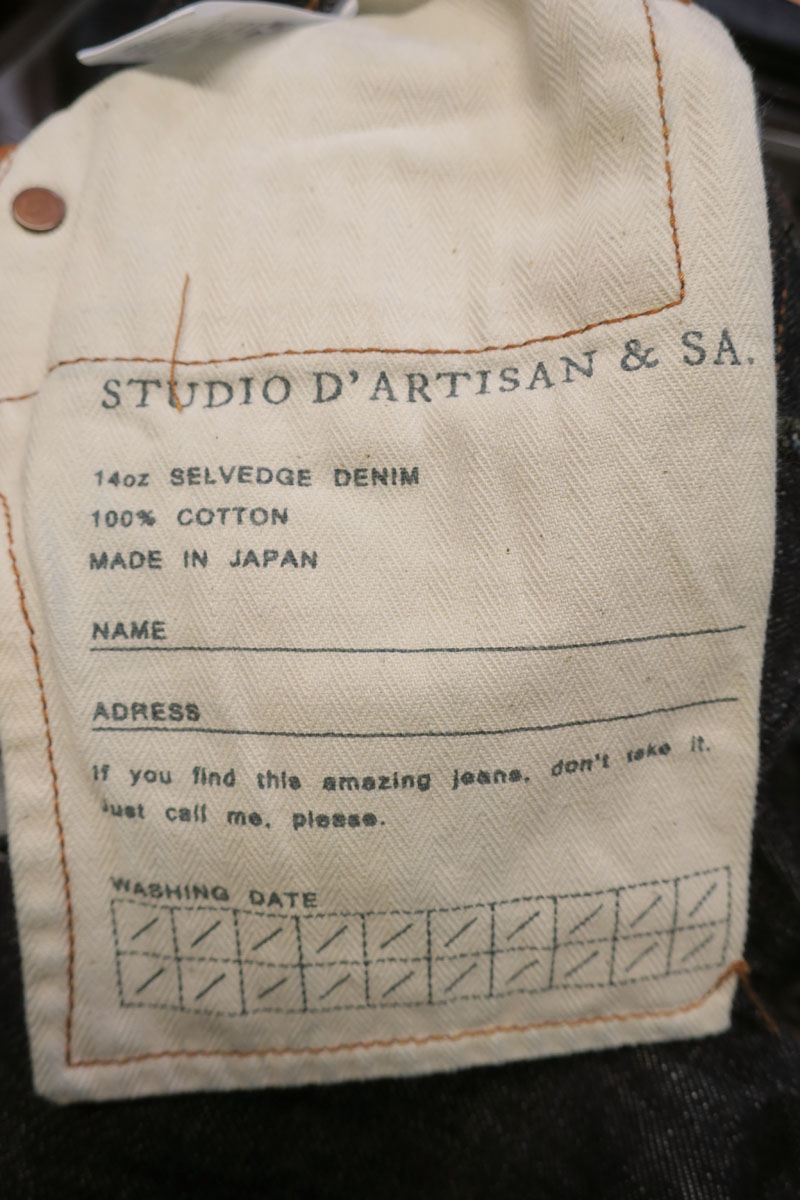 STUDIO D'ARTISAN & SA.
14oz SELVEDGE DENIM
100% COTTON
MADE IN JAPAN
NAME
ADRESS
If you find this amazing jeans, don't take it.
Just call me, please.
WASHING DATE